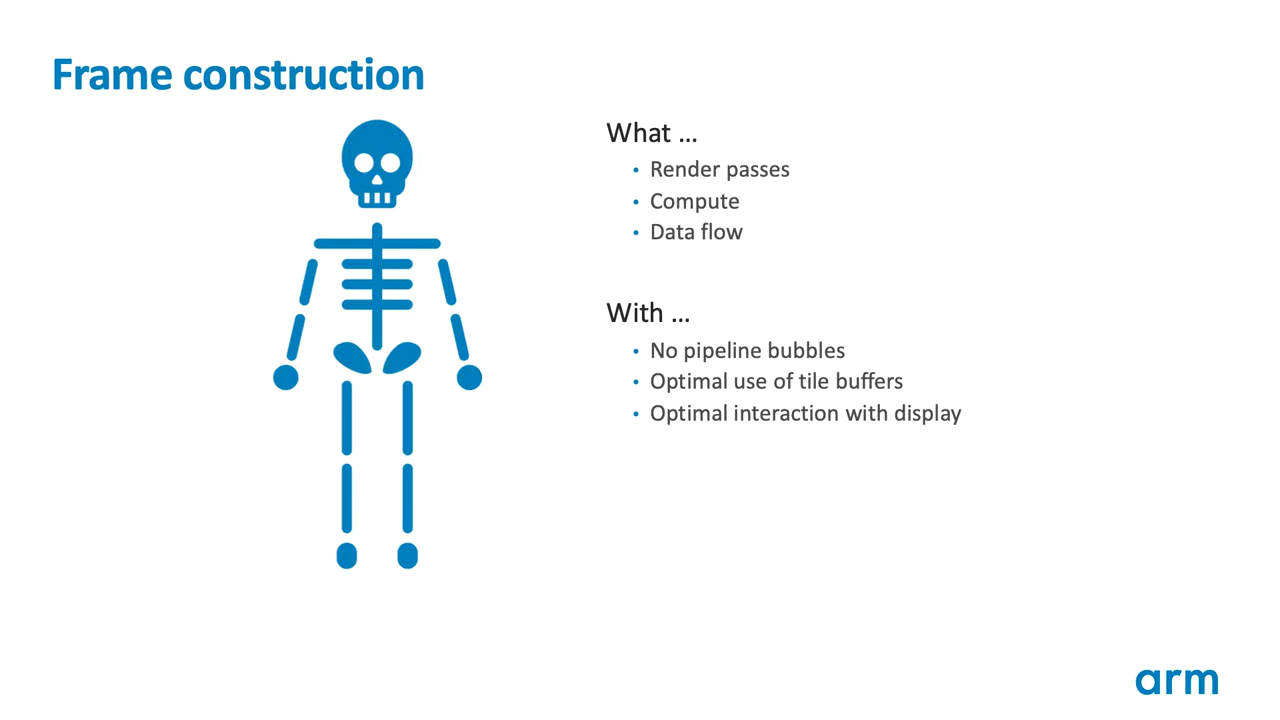 Frame construction
What ...
• Render passes
• Compute
• Data flow
With ...
• No pipeline bubbles
• Optimal use of tile buffers
• Optimal interaction with display
arm